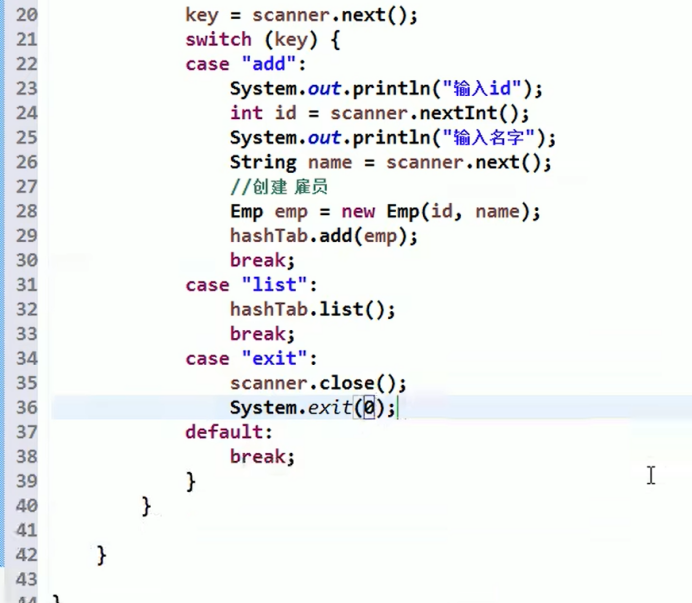 20 key = scanner.next();
21 switch (key) {
22 case "add":
23 System.out.println("输入id");
24 int id = scanner.nextInt();
25 System.out.println("输入名字");
26 String name = scanner.next();
27 //创建 雇员
28 Emp emp = new Emp(id, name);
29 hashTab.add(emp);
30 break;
31 case "list":
32 hashTab.list();
33 break;
34 case "exit":
35 scanner.close();
36 System.exit(0);
37 default:
38 break;
39 }
40 }
41
42 }
43
44 }